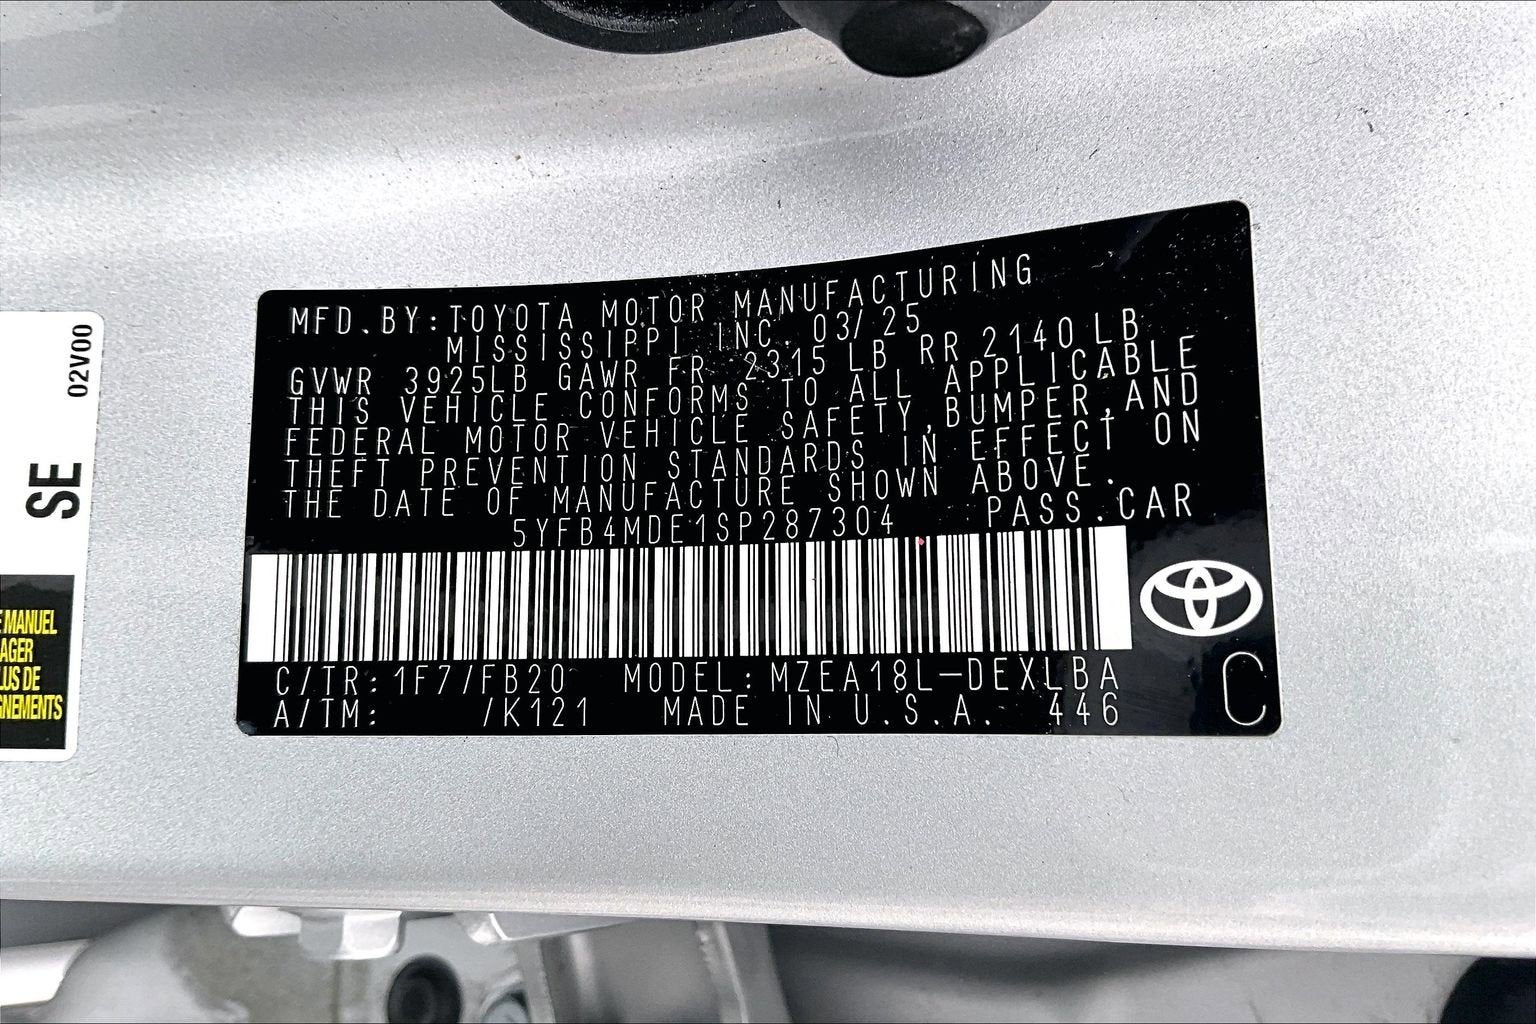 MFD.BY:TOYOTA MOTOR MANUFACTURING
MISSISSIPPI INC. 03/25
GVWR 3925LB GAWR FR 2315 LB RR 2140 LB
THIS VEHICLE CONFORMS TO ALL APPLICABLE
FEDERAL MOTOR VEHICLE SAFETY,BUMPER,AND
THEFT PREVENTION STANDARDS IN EFFECT ON
THE DATE OF MANUFACTURE SHOWN ABOVE.
5YFB4MDE1SP287304 PASS.CAR
C/TR:1F7/FB20 MODEL:MZEA18L-DEXLBA
A/TM: /K121 MADE IN U.S.A. 446
C
02V00
SE
MANUEL
DE